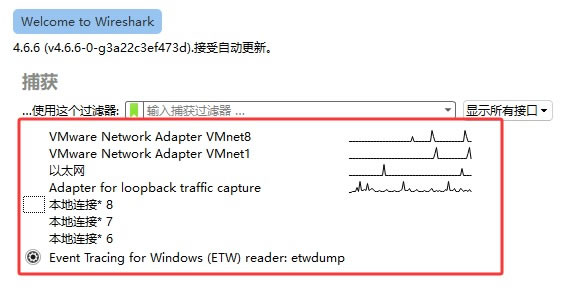 Welcome to Wireshark
4.6.6 (v4.6.6-0-g3a22c3ef473d).接受自动更新。
捕获
...使用这个过滤器: 输入捕获过滤器 ... 显示所有接口
VMware Network Adapter VMnet8
VMware Network Adapter VMnet1
以太网
Adapter for loopback traffic capture
本地连接* 8
本地连接* 7
本地连接* 6
Event Tracing for Windows (ETW) reader: etwdump